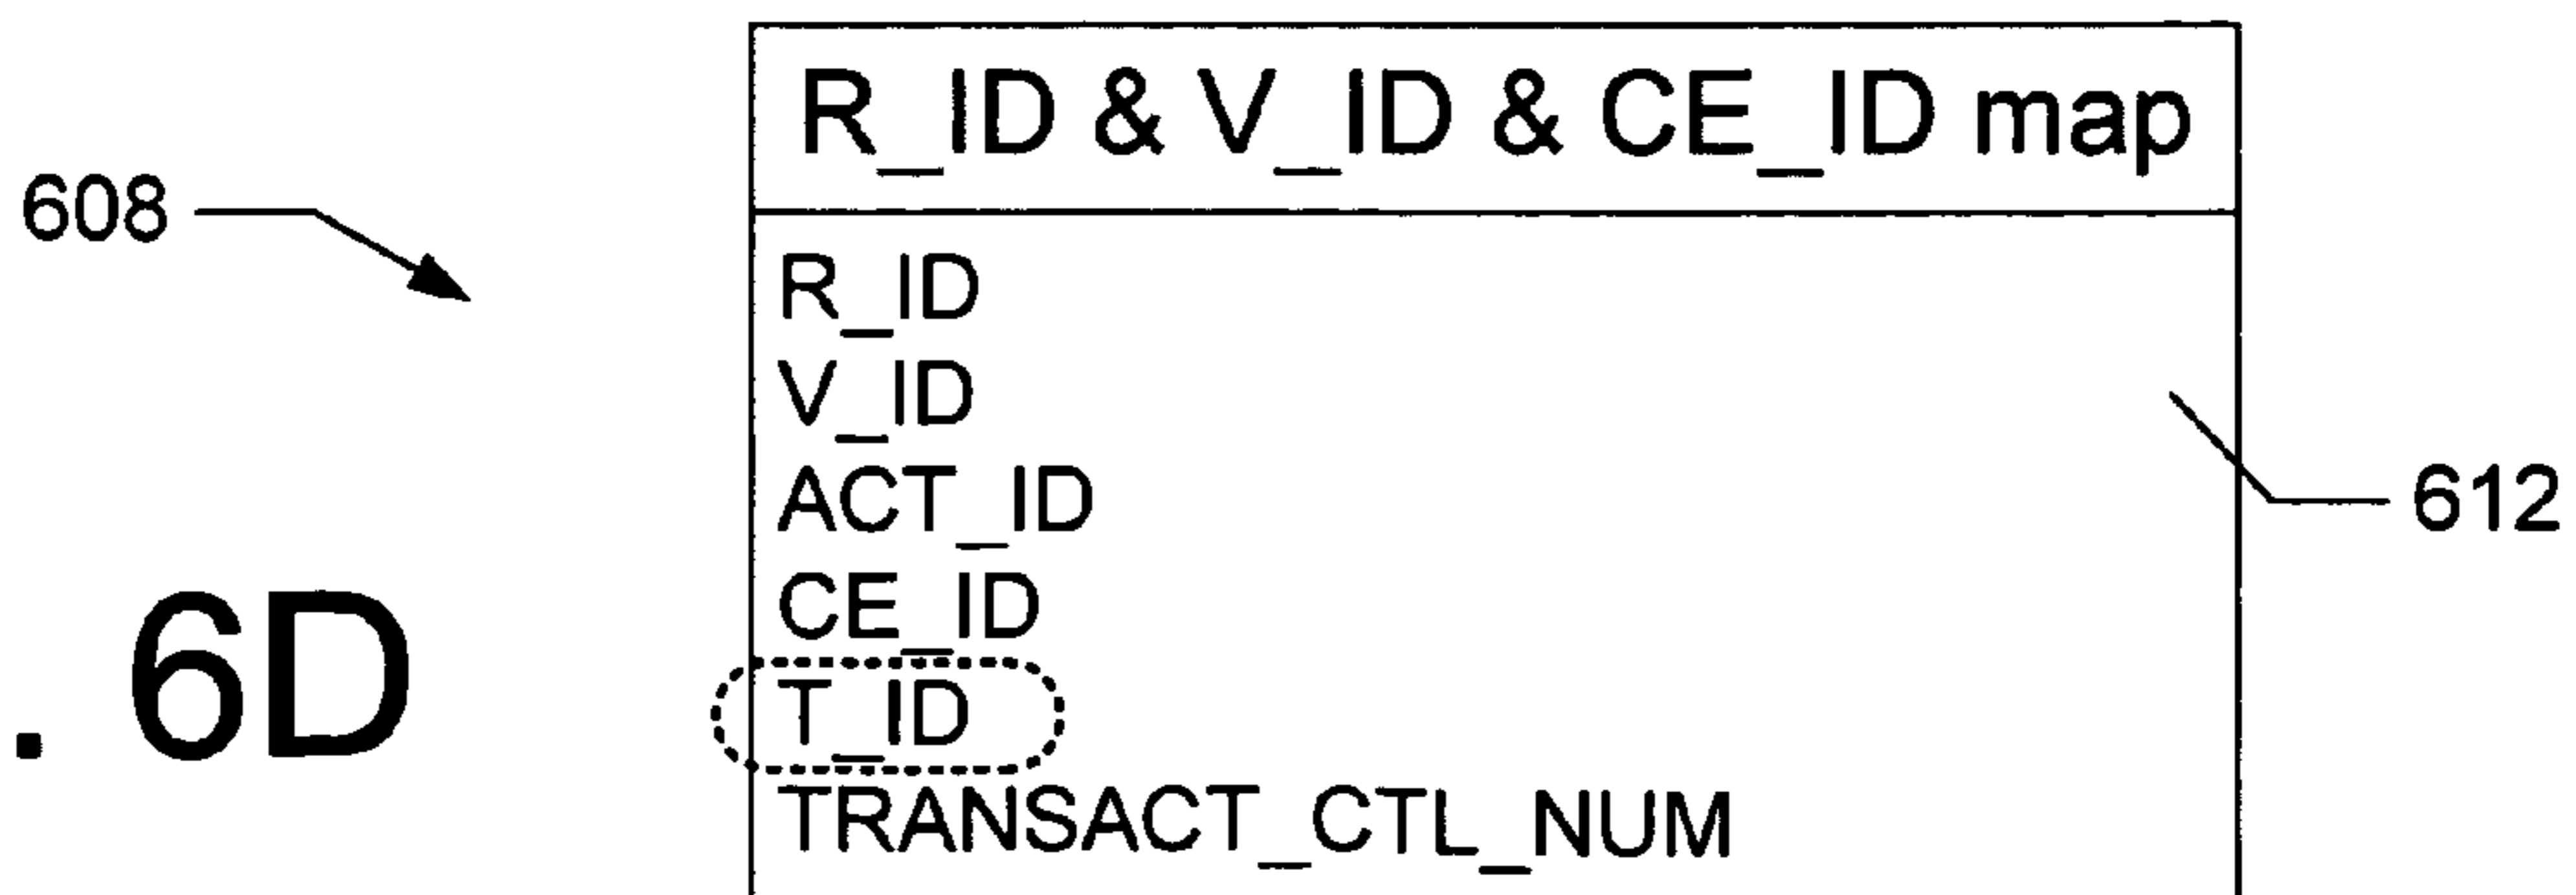 R_ID & V_ID & CE_ID map
608
R_ID
V_ID
ACT_ID
612
CE_ID
. 6D
T_ID
TRANSACT_CTL_NUM